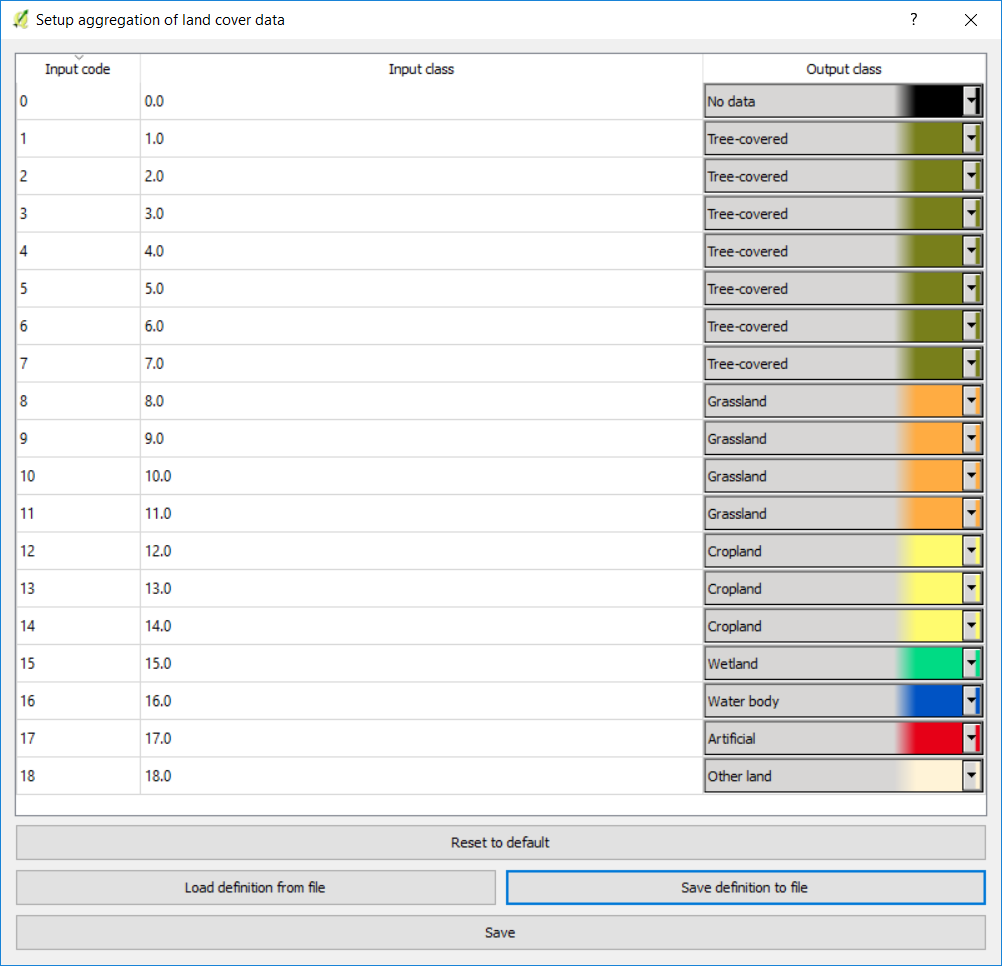 Setup aggregation of land cover data ?
Input code Input class Output class
0 0.0 No data
1 1.0 Tree-covered
2 2.0 Tree-covered
3 3.0 Tree-covered
4 4.0 Tree-covered
5 5.0 Tree-covered
6 6.0 Tree-covered
7 7.0 Tree-covered
8 8.0 Grassland
9 9.0 Grassland
10 10.0 Grassland
11 11.0 Grassland
12 12.0 Cropland
13 13.0 Cropland
14 14.0 Cropland
15 15.0 Wetland
16 16.0 Water body
17 17.0 Artificial
18 18.0 Other land
Reset to default
Load definition from file Save definition to file
Save